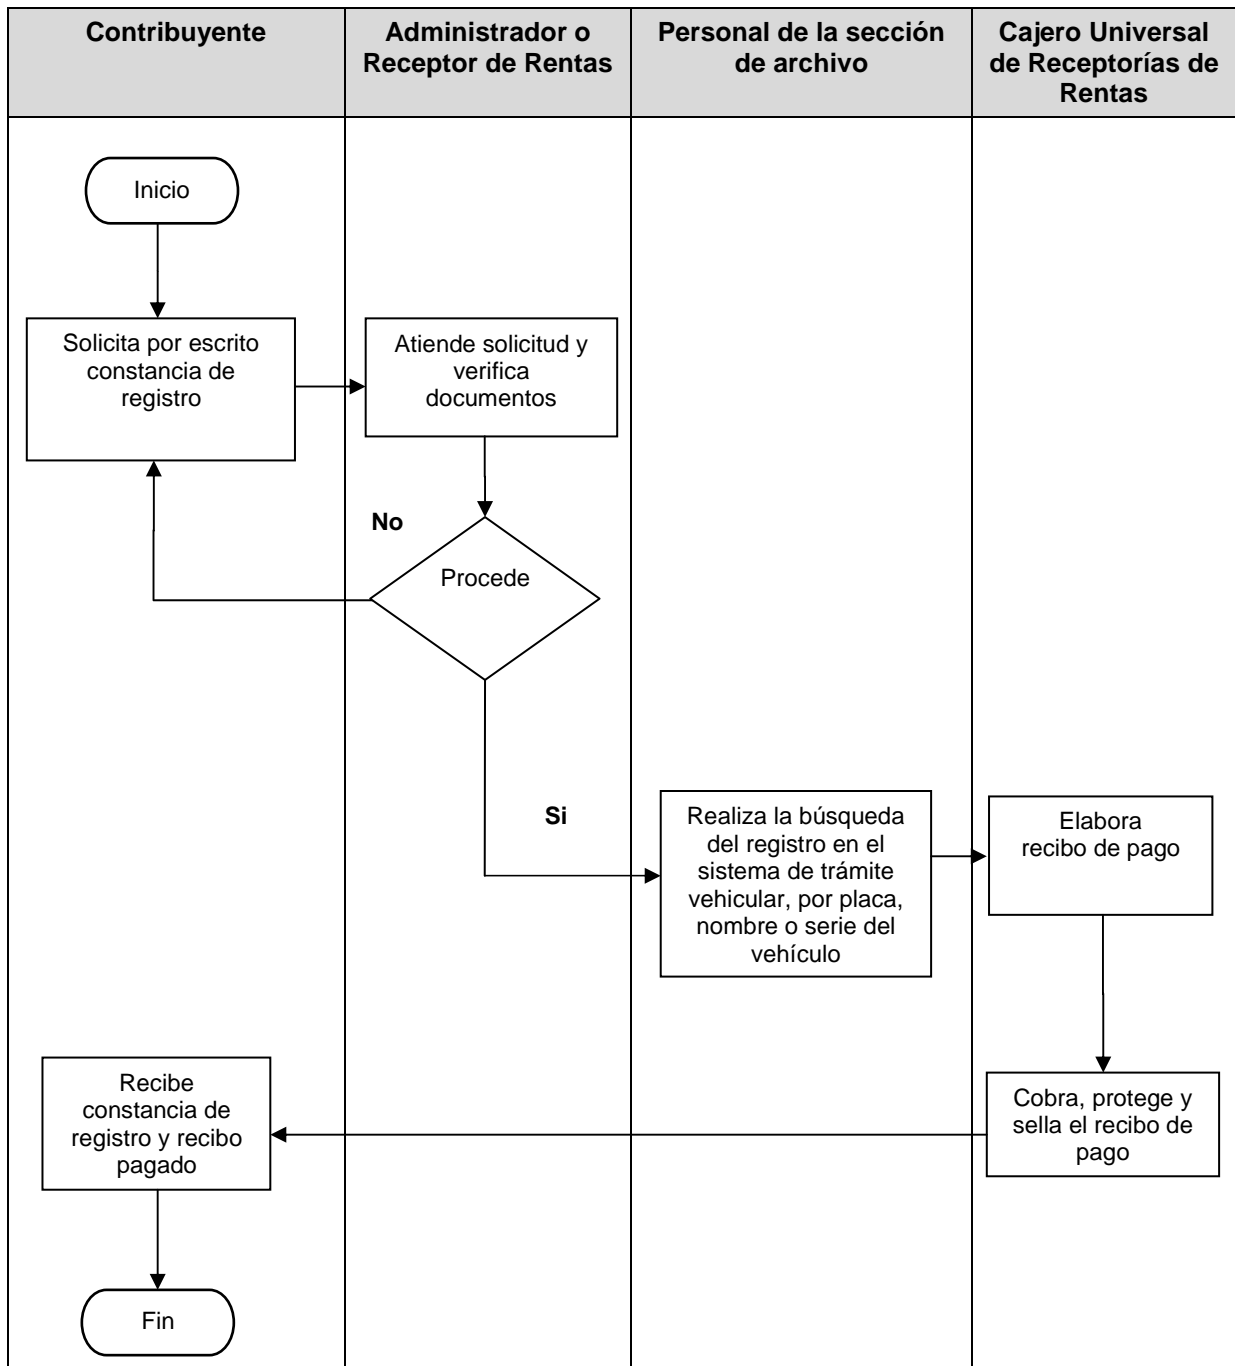 Contribuyente
Administrador o
Receptor de Rentas
Personal de la sección
de archivo
Cajero Universal
de Receptorías de
Rentas
Inicio
Solicita por escrito
constancia de
registro
Atiende solicitud y
verifica
documentos
No
Procede
Si
Realiza la búsqueda
del registro en el
sistema de trámite
vehicular, por placa,
nombre o serie del
vehículo
Elabora
recibo de pago
Cobra, protege y
sella el recibo de
pago
Recibe
constancia de
registro y recibo
pagado
Fin